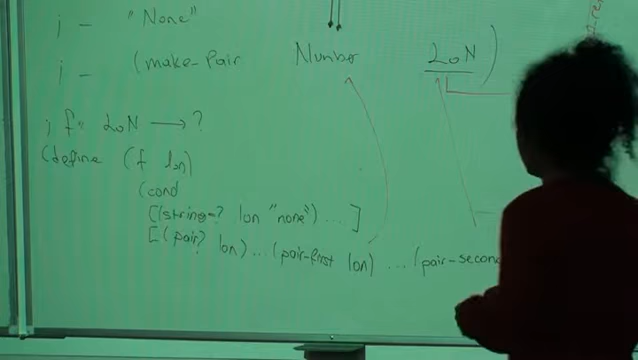 ; - "None"
; - (make-pair Number LoN)
; f: LoN → ?
(define (f lon)
(cond
[(string=? lon "none") ....]
[(pair? lon) ... (pair-first lon) ... (pair-second